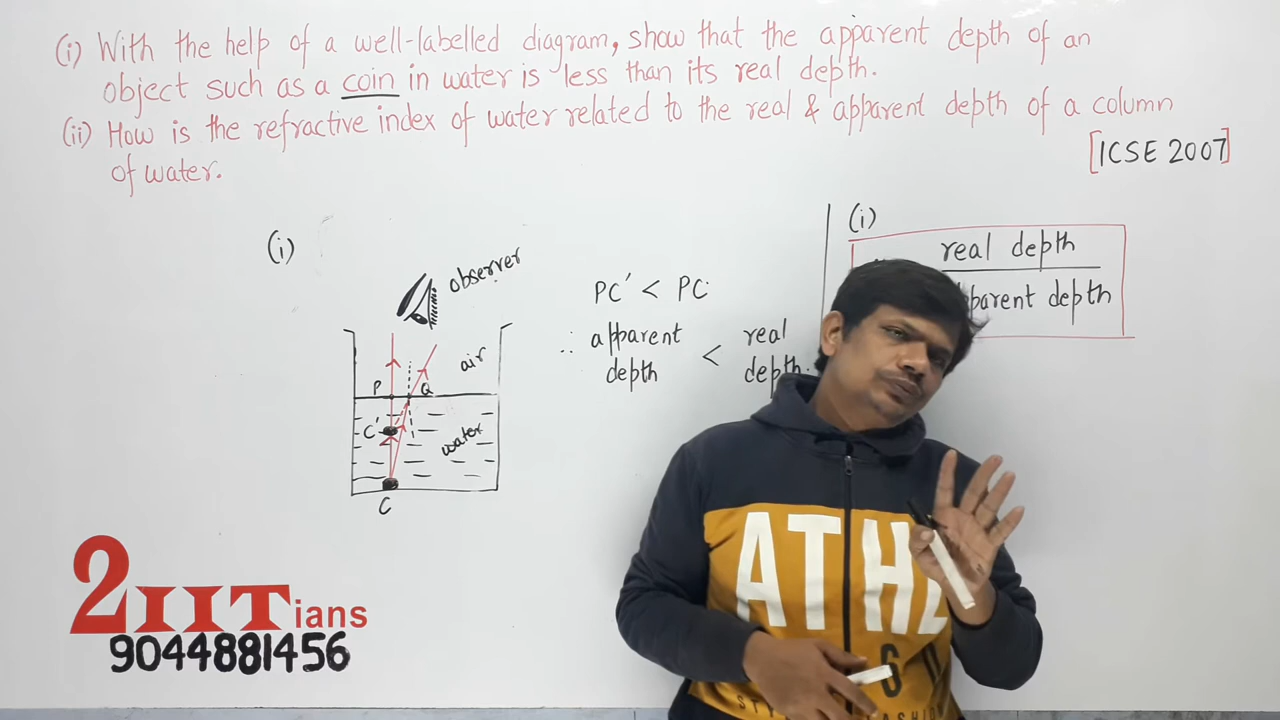 (i) With the help of a well-labelled diagram, show that the apparent depth of an
object such as a coin in water is less than its real depth.
(ii) How is the refractive index of water related to the real & apparent depth of a column
of water.
[ICSE 2007]
(i)
observer
air
P
Q
C'
water
C
PC' < PC
∴ apparent depth < real depth
(i)
real depth
apparent depth
2IITians
9044881456
ATHL